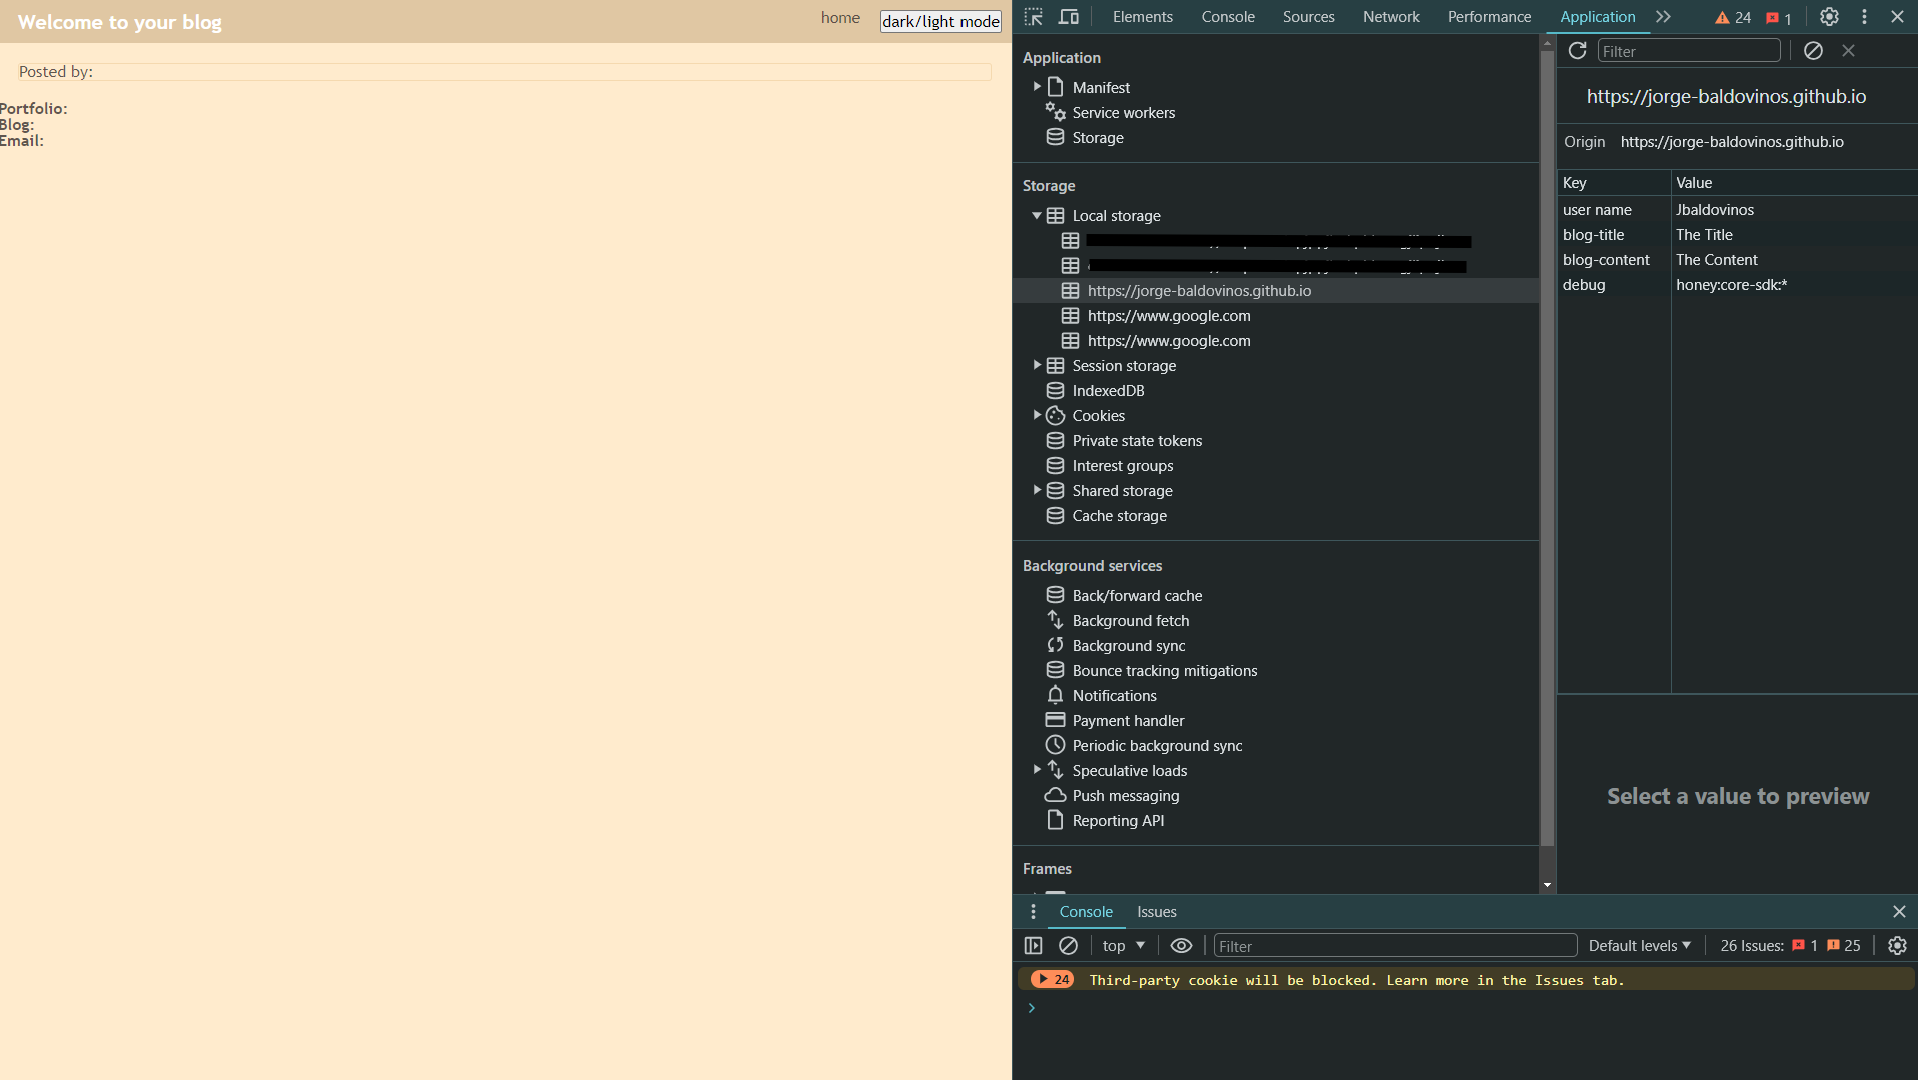 Welcome to your blog
home
dark/light mode
Posted by:
Portfolio:
Blog:
Email:
Elements Console Sources Network Performance Application 24 1
Application
Manifest
Service workers
Storage
Storage
Local storage
https://jorge-baldovinos.github.io
https://www.google.com
https://www.google.com
Session storage
IndexedDB
Cookies
Private state tokens
Interest groups
Shared storage
Cache storage
Background services
Back/forward cache
Background fetch
Background sync
Bounce tracking mitigations
Notifications
Payment handler
Periodic background sync
Speculative loads
Push messaging
Reporting API
Frames
Filter
https://jorge-baldovinos.github.io
Origin https://jorge-baldovinos.github.io
Key Value
user name Jbaldovinos
blog-title The Title
blog-content The Content
debug honey:core-sdk:*
Select a value to preview
Console Issues
top Filter Default levels 26 Issues: 1 25
24 Third-party cookie will be blocked. Learn more in the Issues tab.